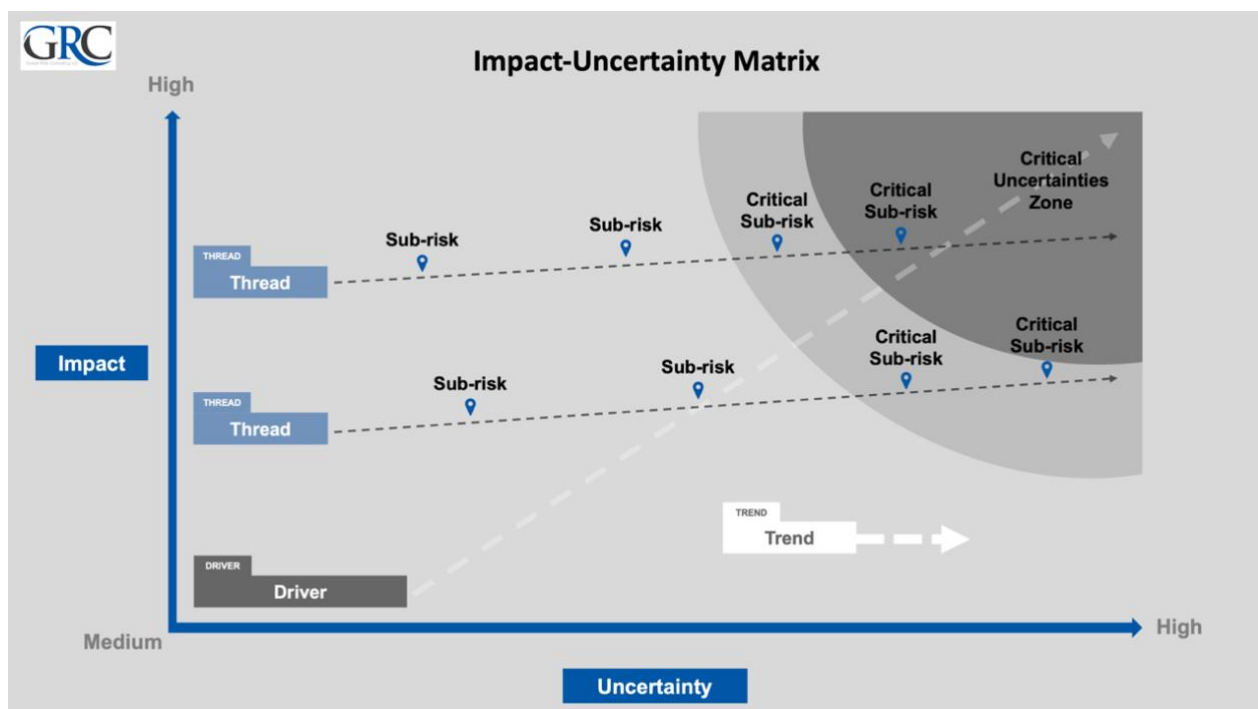 GRC
Impact-Uncertainty Matrix
High
Critical
Uncertainties
Zone
Critical
Sub-risk
Critical
Sub-risk
Sub-risk
Sub-risk
THREAD
Thread
Critical
Sub-risk
Critical
Sub-risk
Impact
Sub-risk
Sub-risk
THREAD
Thread
TREND
Trend
DRIVER
Driver
Medium
High
Uncertainty